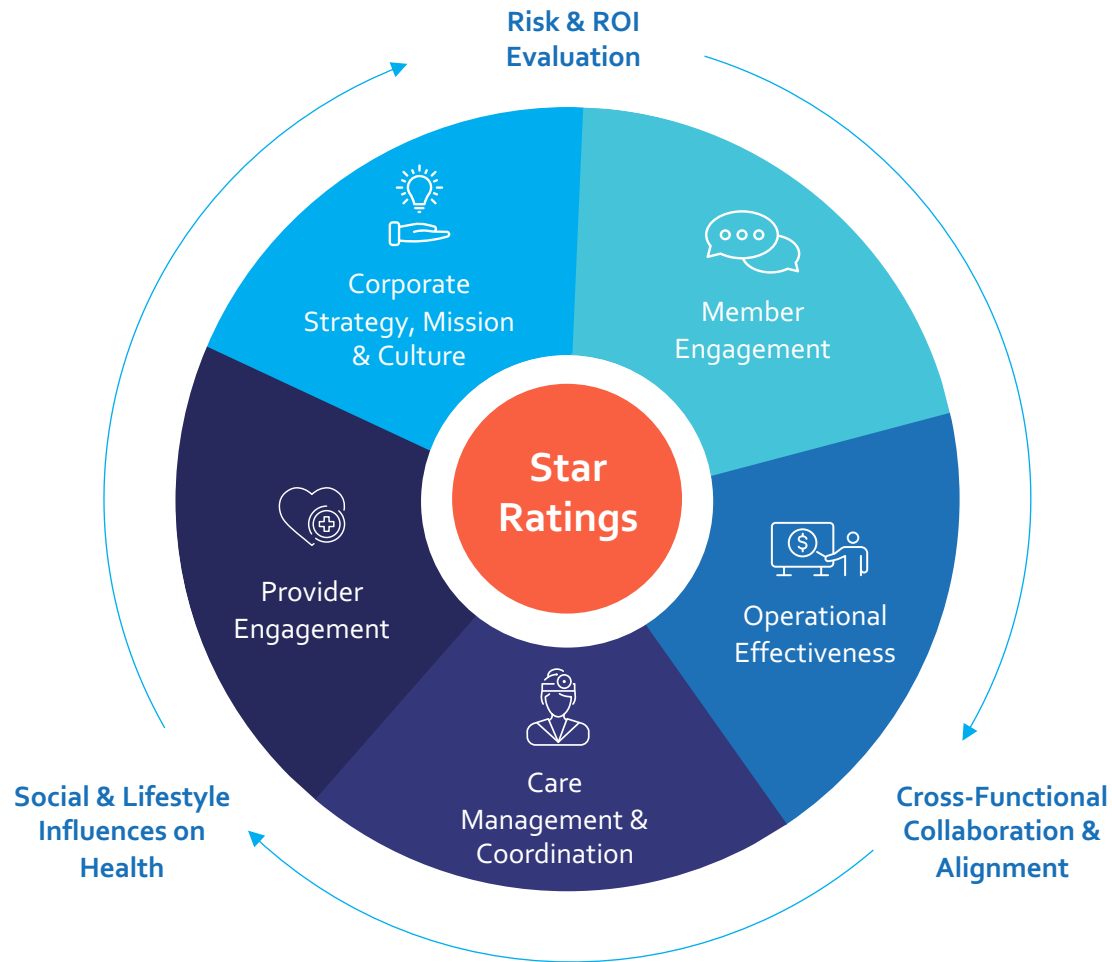 Risk & ROI
Evaluation
Corporate
Strategy, Mission
& Culture
Member
Engagement
Star
Ratings
Provider
Engagement
Operational
Effectiveness
Care
Management &
Coordination
Social & Lifestyle
Influences on
Health
Cross-Functional
Collaboration &
Alignment
$